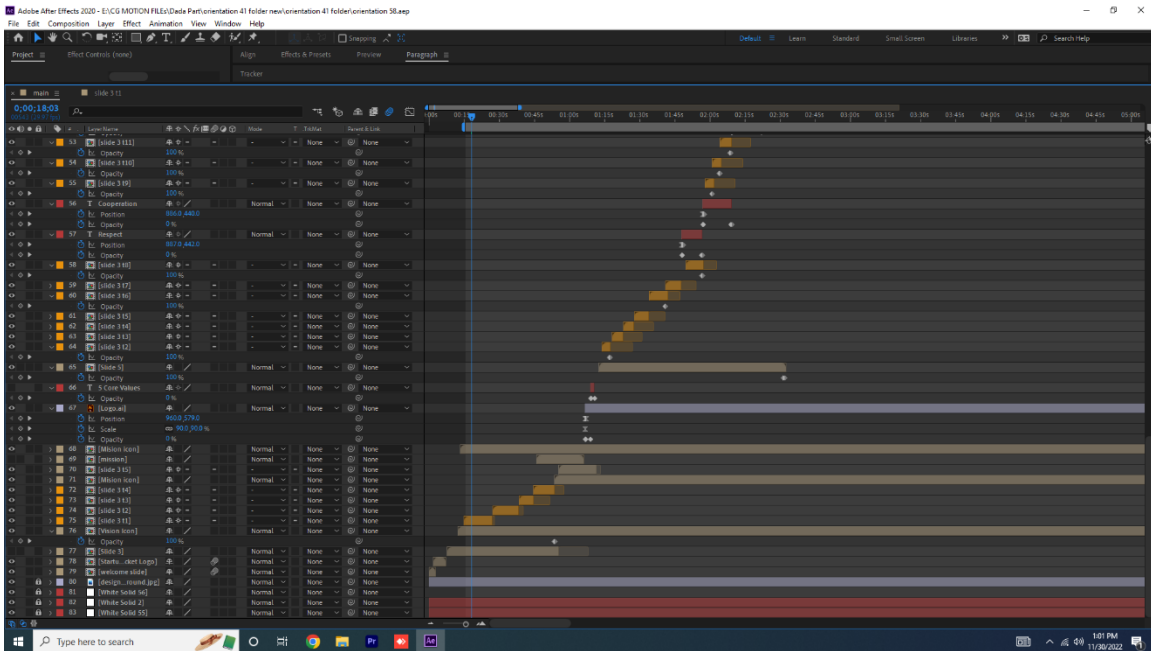 Adobe After Effects 2020 - E:\CG MOTION FILEs\Dada Part\orientation 41 folder new\orientation 41 folder\orientation 58.aep
File Edit Composition Layer Effect Animation View Window Help
Snapping Default Learn Standard Small Screen Libraries Search Help
Project Effect Controls (none) Align Effects & Presets Preview Paragraph
Tracker
main slide 3 t1
0;00;18;03
Layer Name Mode T TrkMat Parent & Link
00:30s 00:45s 01:00s 01:15s 01:30s 01:45s 02:00s 02:15s 02:30s 02:45s 03:00s 03:15s 03:30s 03:45s 04:00s 04:15s 04:30s 04:45s 05:00s
53 [slide 3 t11] - None None
Opacity 100 %
54 [slide 3 t10] - None None
Opacity 100 %
55 [slide 3 t9] - None None
Opacity 100 %
56 T Cooperation Normal None None
Position 886.0,440.0
Opacity 0 %
57 T Respect Normal None None
Position 887.0,442.0
Opacity 0 %
58 [slide 3 t8] - None None
Opacity 100 %
59 [slide 3 t7] - None None
60 [slide 3 t6] - None None
Opacity 100 %
61 [slide 3 t5] - None None
62 [slide 3 t4] - None None
63 [slide 3 t3] - None None
64 [slide 3 t2] - None None
Opacity 100 %
65 [Slide 5] Normal None None
Opacity 100 %
66 T 5 Core Values Normal None None
Opacity 0 %
67 [Logo.ai] Normal None None
Position 960.0,579.0
Scale 90.0,90.0 %
Opacity 0 %
68 [Mision icon] Normal None None
69 [mission] Normal None None
70 [slide 3 t5] - None None
71 [Mision icon] Normal None None
72 [slide 3 t4] - None None
73 [slide 3 t3] - None None
74 [slide 3 t2] - None None
75 [slide 3 t1] - None None
76 [Vision icon] Normal None None
Opacity 100 %
77 [Slide 3] Normal None None
78 [Startu...cket Logo] Normal None None
79 [welcome slide] Normal None None
80 [design...round.jpg] Normal None None
81 [White Solid 56] Normal None None
82 [White Solid 2] Normal None None
83 [White Solid 55] Normal None None
Type here to search
Pr Ae
1:01 PM
11/30/2022